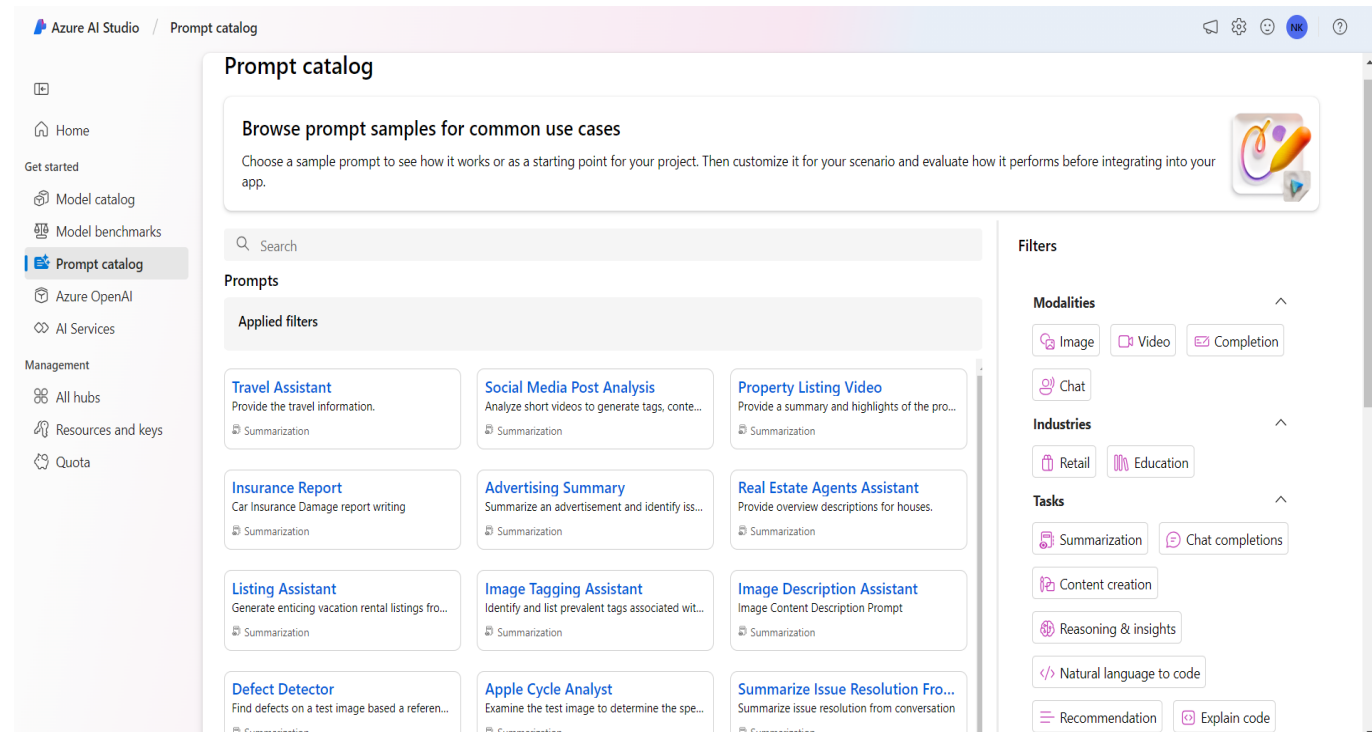 Azure AI Studio / Prompt catalog
NK
Home
Get started
Model catalog
Model benchmarks
Prompt catalog
Azure OpenAI
AI Services
Management
All hubs
Resources and keys
Quota
Prompt catalog
Browse prompt samples for common use cases
Choose a sample prompt to see how it works or as a starting point for your project. Then customize it for your scenario and evaluate how it performs before integrating into your
app.
Search
Prompts
Applied filters
Travel Assistant
Provide the travel information.
Summarization
Social Media Post Analysis
Analyze short videos to generate tags, conte...
Summarization
Property Listing Video
Provide a summary and highlights of the pro...
Summarization
Insurance Report
Car Insurance Damage report writing
Summarization
Advertising Summary
Summarize an advertisement and identify iss...
Summarization
Real Estate Agents Assistant
Provide overview descriptions for houses.
Summarization
Listing Assistant
Generate enticing vacation rental listings fro...
Summarization
Image Tagging Assistant
Identify and list prevalent tags associated wit...
Summarization
Image Description Assistant
Image Content Description Prompt
Summarization
Defect Detector
Find defects on a test image based a referen...
Summarization
Apple Cycle Analyst
Examine the test image to determine the spe...
Summarization
Summarize Issue Resolution Fro...
Summarize issue resolution from conversation
Summarization
Filters
Modalities
Image
Video
Completion
Chat
Industries
Retail
Education
Tasks
Summarization
Chat completions
Content creation
Reasoning & insights
Natural language to code
Recommendation
Explain code